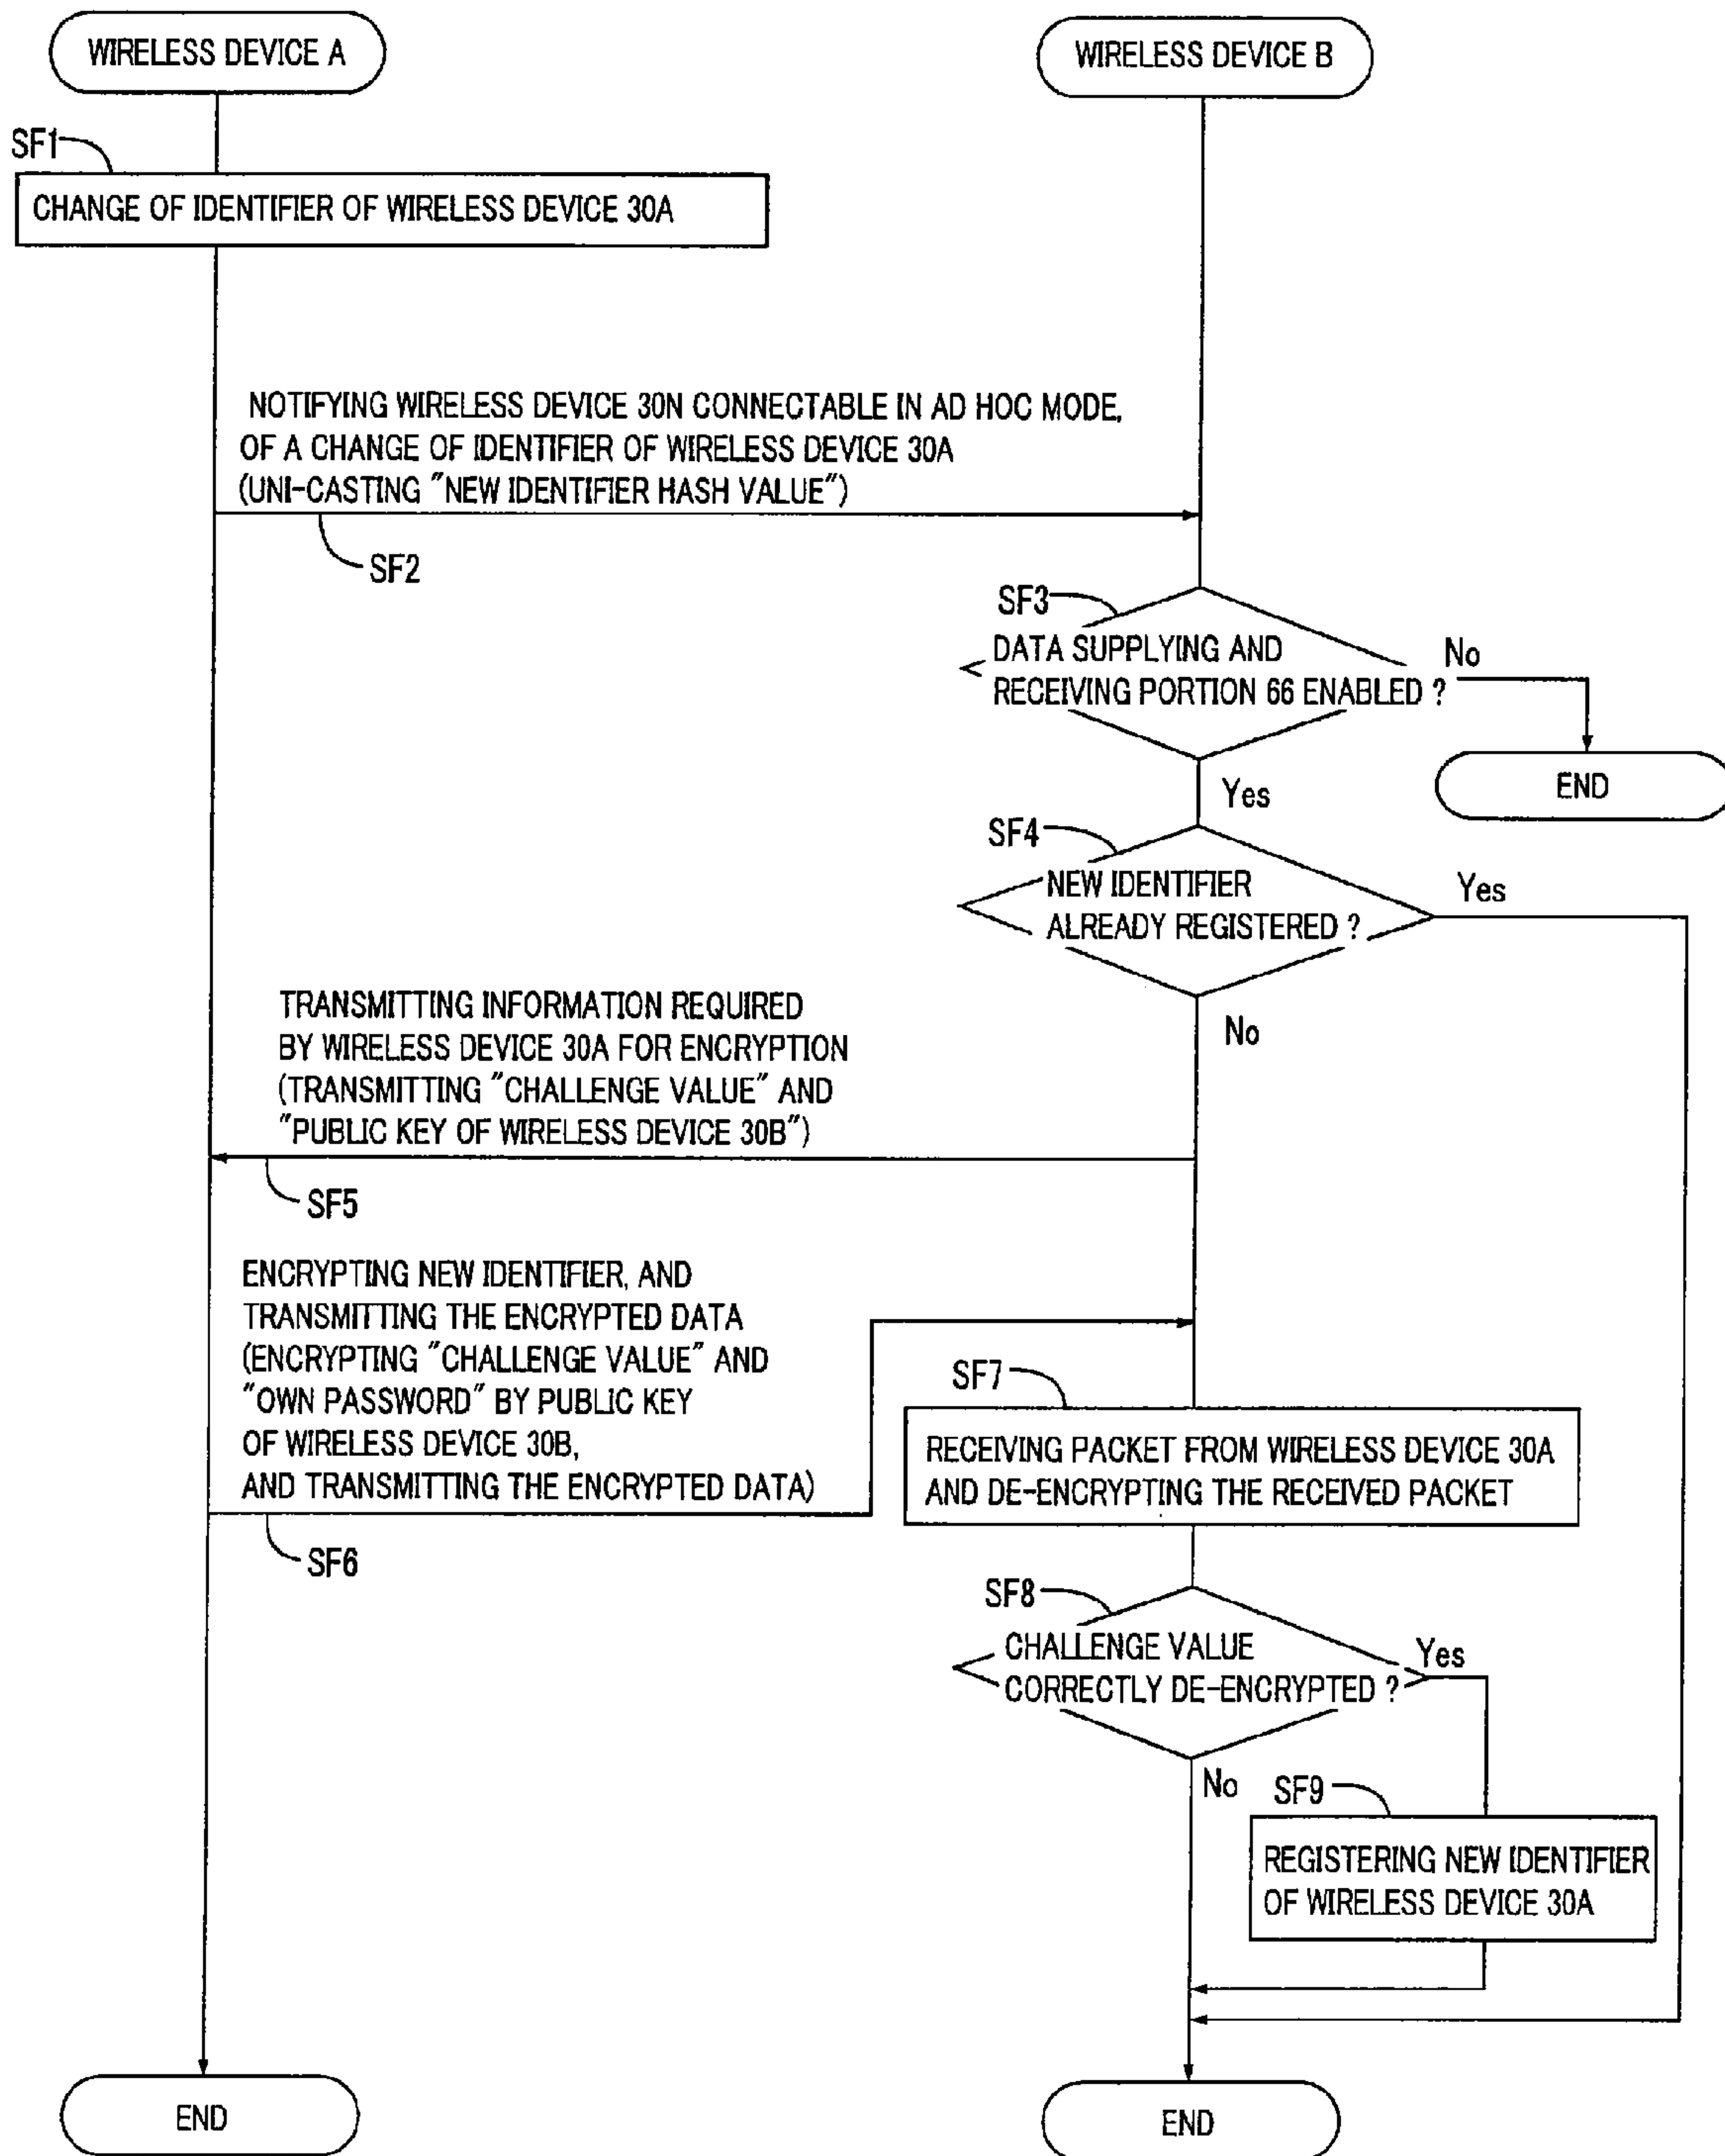 WIRELESS DEVICE A
WIRELESS DEVICE B
SF1
CHANGE OF IDENTIFIER OF WIRELESS DEVICE 30A
NOTIFYING WIRELESS DEVICE 30N CONNECTABLE IN AD HOC MODE,
OF A CHANGE OF IDENTIFIER OF WIRELESS DEVICE 30A
(UNI-CASTING "NEW IDENTIFIER HASH VALUE")
SF2
SF3
DATA SUPPLYING AND
RECEIVING PORTION 66 ENABLED ?
No
END
Yes
SF4
NEW IDENTIFIER
ALREADY REGISTERED ?
Yes
No
TRANSMITTING INFORMATION REQUIRED
BY WIRELESS DEVICE 30A FOR ENCRYPTION
(TRANSMITTING "CHALLENGE VALUE" AND
"PUBLIC KEY OF WIRELESS DEVICE 30B")
SF5
ENCRYPTING NEW IDENTIFIER, AND
TRANSMITTING THE ENCRYPTED DATA
(ENCRYPTING "CHALLENGE VALUE" AND
"OWN PASSWORD" BY PUBLIC KEY
OF WIRELESS DEVICE 30B,
AND TRANSMITTING THE ENCRYPTED DATA)
SF6
SF7
RECEIVING PACKET FROM WIRELESS DEVICE 30A
AND DE-ENCRYPTING THE RECEIVED PACKET
SF8
CHALLENGE VALUE
CORRECTLY DE-ENCRYPTED ?
Yes
No
SF9
REGISTERING NEW IDENTIFIER
OF WIRELESS DEVICE 30A
END
END